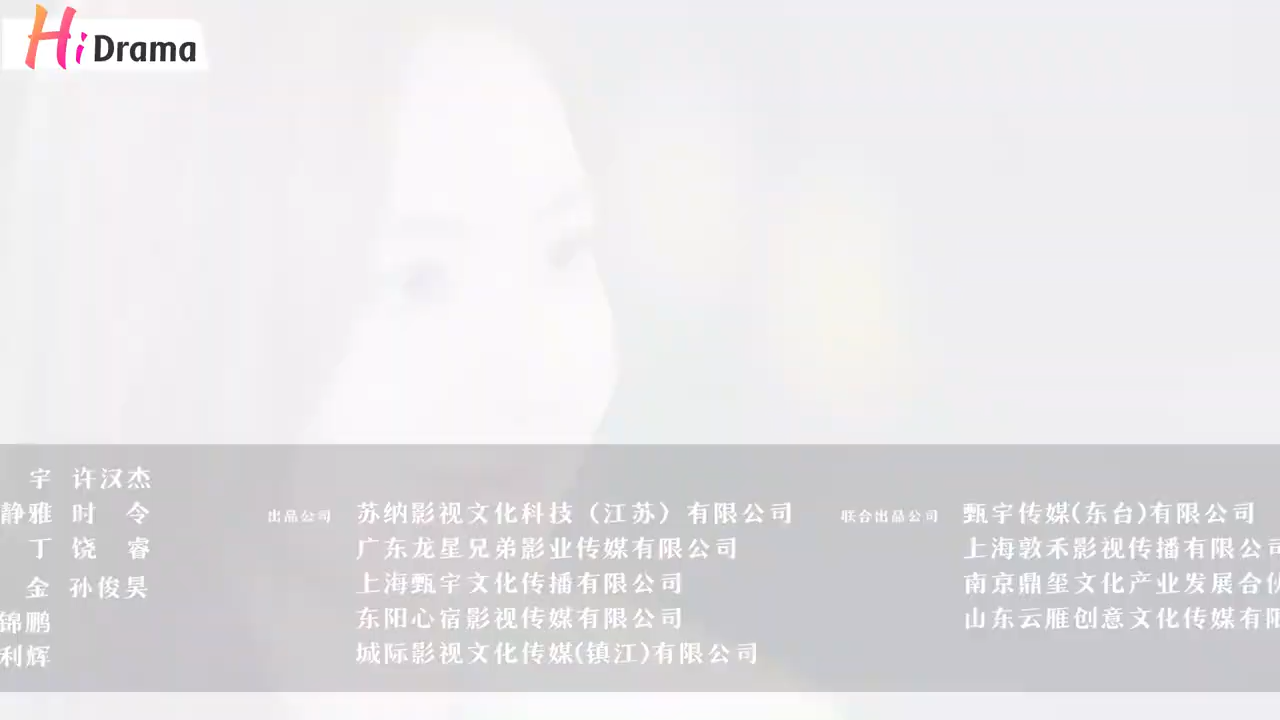 Hi Drama
宇 许汉杰
静雅 时 令
丁 饶 睿
金 孙俊昊
锦鹏
利辉
出品公司 苏纳影视文化科技（江苏）有限公司
广东龙星兄弟影业传媒有限公司
上海甄宇文化传播有限公司
东阳心宿影视传媒有限公司
城际影视文化传媒(镇江)有限公司
联合出品公司 甄宇传媒(东台)有限公司
上海敦禾影视传播有限公司
南京鼎玺文化产业发展合伙
山东云雁创意文化传媒有限